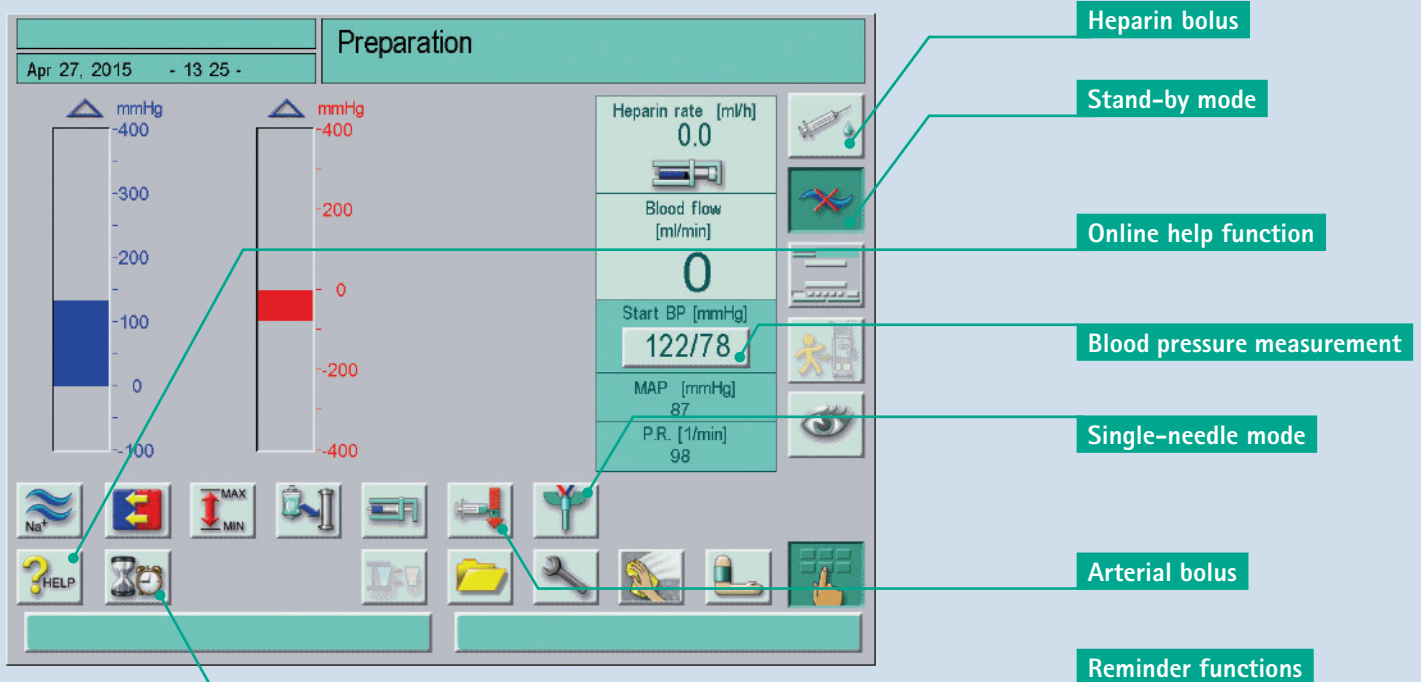 Preparation
Apr 27, 2015 - 13 25 -
mmHg
400
300
200
100
0
-100
mmHg
400
200
0
-200
-400
Heparin rate [ml/h]
0.0
Blood flow
[ml/min]
0
Start BP [mmHg]
122/78
MAP [mmHg]
87
P.R. [1/min]
98
Na+
MAX
MIN
?HELP
Heparin bolus
Stand-by mode
Online help function
Blood pressure measurement
Single-needle mode
Arterial bolus
Reminder functions